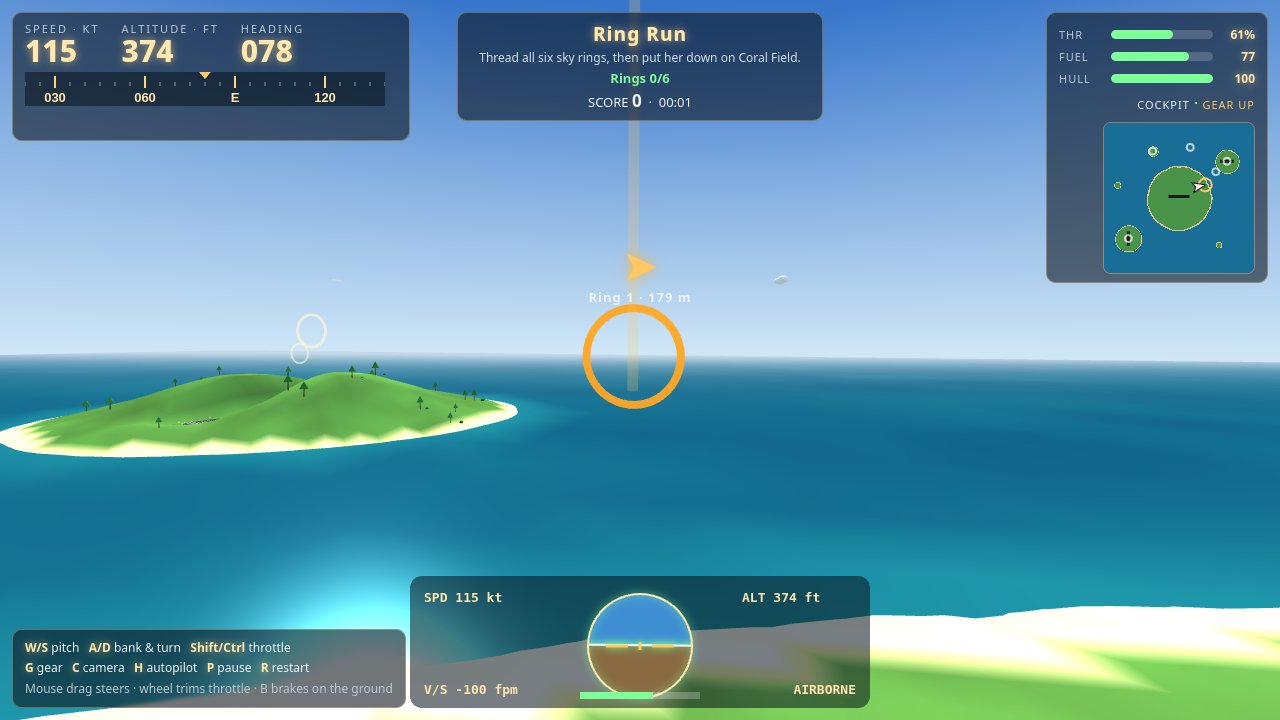 SPEED · KT ALTITUDE · FT HEADING
115 374 078
030 060 E 120
Ring Run
Thread all six sky rings, then put her down on Coral Field.
Rings 0/6
SCORE 0 · 00:01
THR 61%
FUEL 77
HULL 100
COCKPIT · GEAR UP
Ring 1 · 179 m
SPD 115 kt ALT 374 ft
V/S -100 fpm AIRBORNE
W/S pitch A/D bank & turn Shift/Ctrl throttle
G gear C camera H autopilot P pause R restart
Mouse drag steers · wheel trims throttle · B brakes on the ground